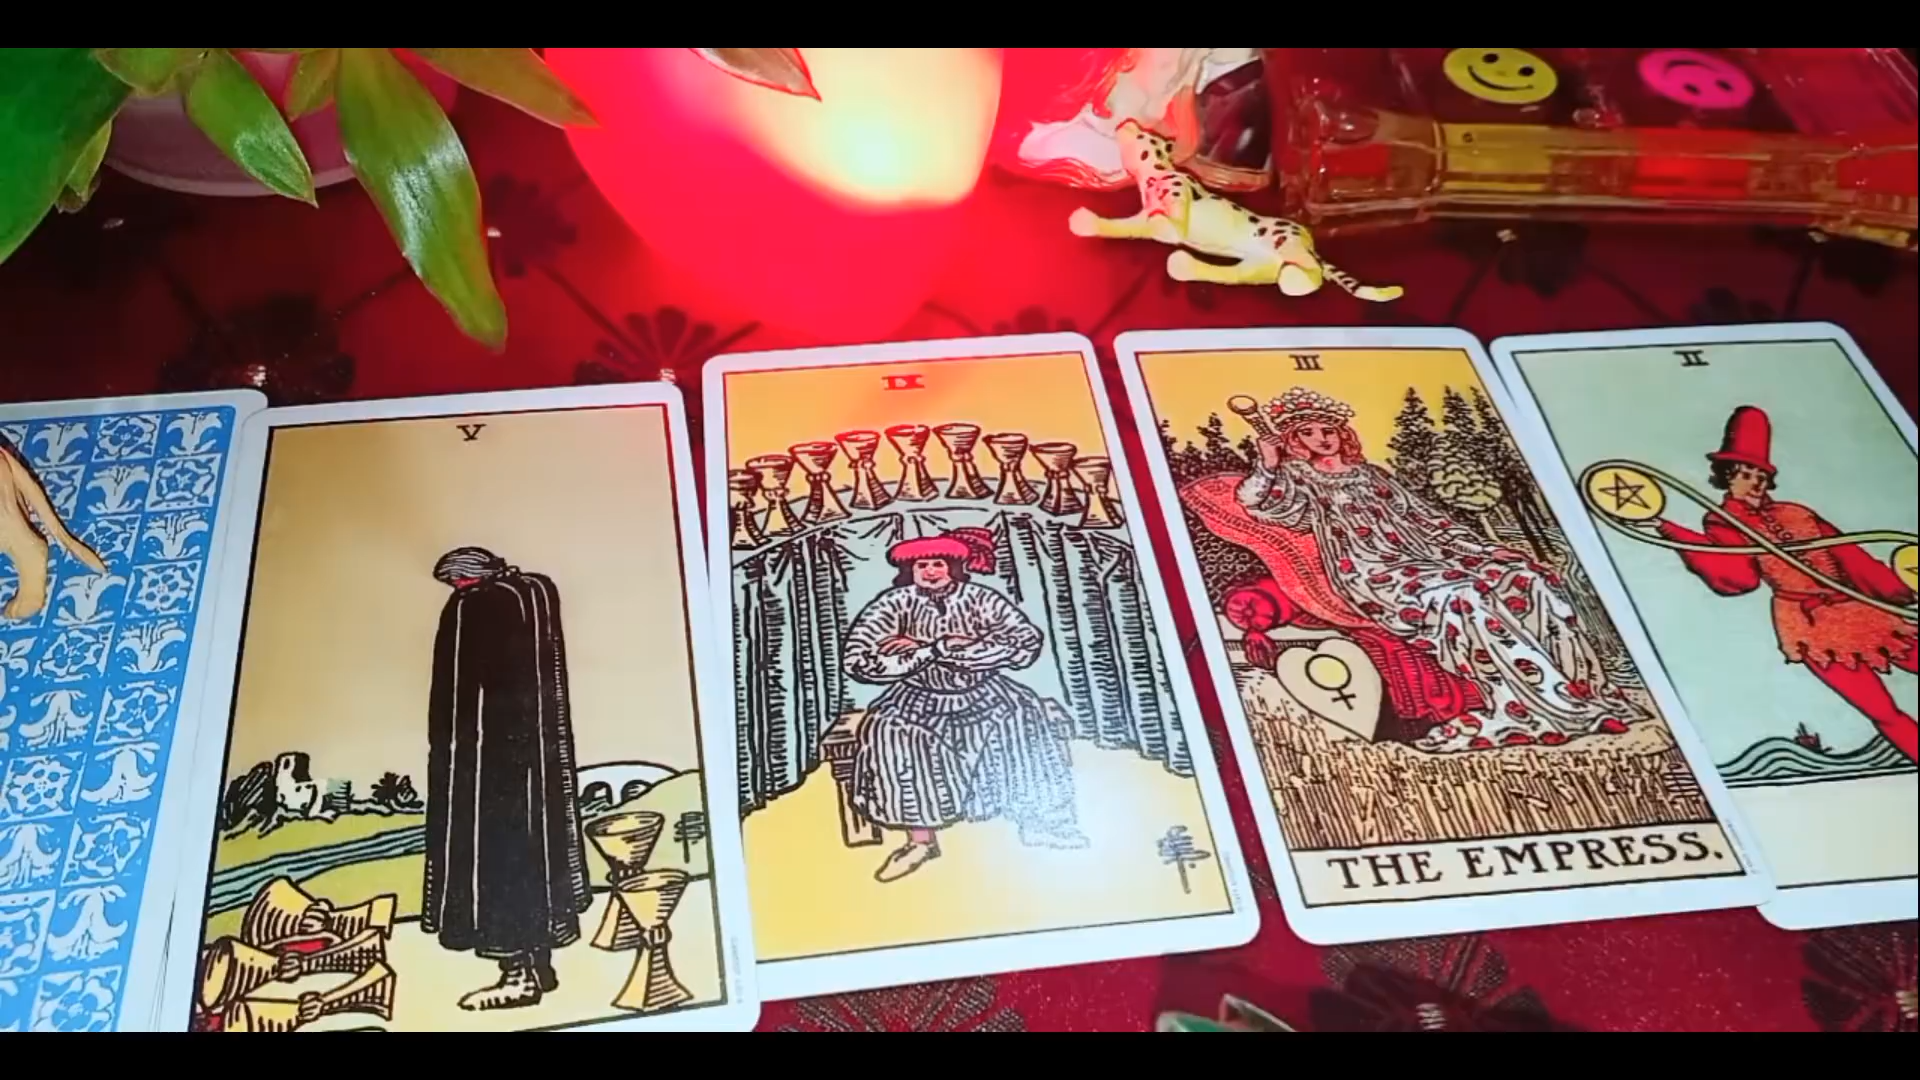 V
IX
III
THE EMPRESS.
II